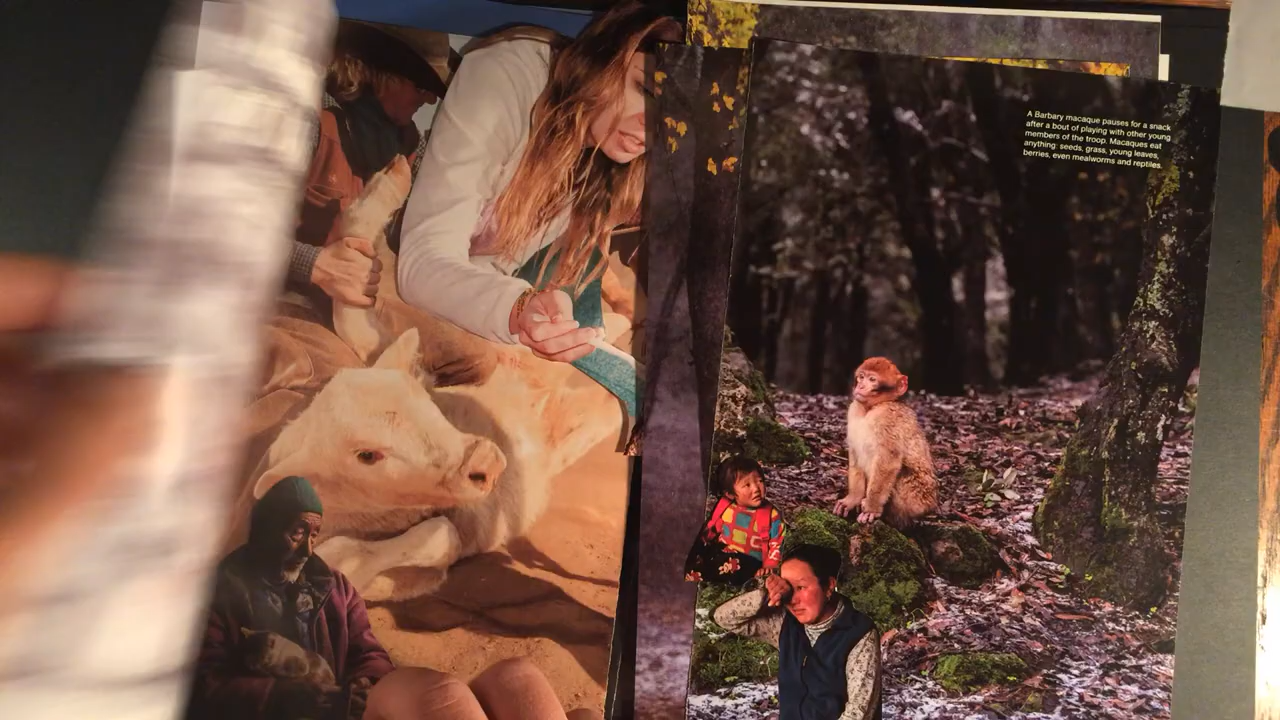 A Barbary macaque pauses for a snack
after a bout of playing with other young
members of the troop. Macaques eat
anything: seeds, grass, young leaves,
berries, even mealworms and reptiles.